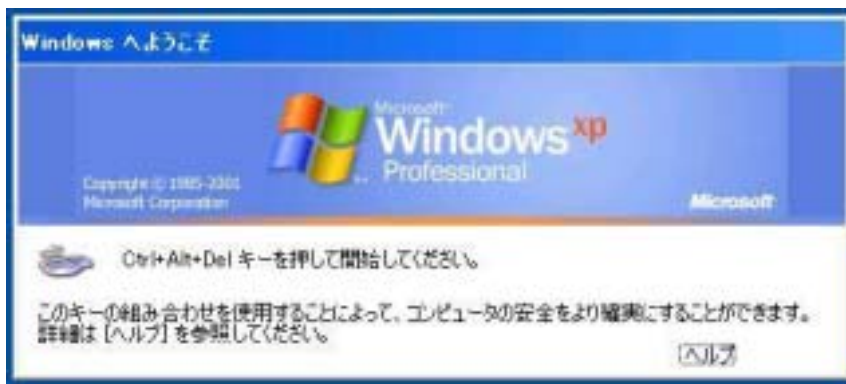 Windows へようこそ
Microsoft
Windows xp
Professional
Copyright © 1985-2001
Microsoft Corporation
Microsoft
Ctrl+Alt+Del キーを押して開始してください。
このキーの組み合わせを使用することによって、コンピュータの安全をより確実にすることができます。
詳細は [ヘルプ] を参照してください。
ヘルプ